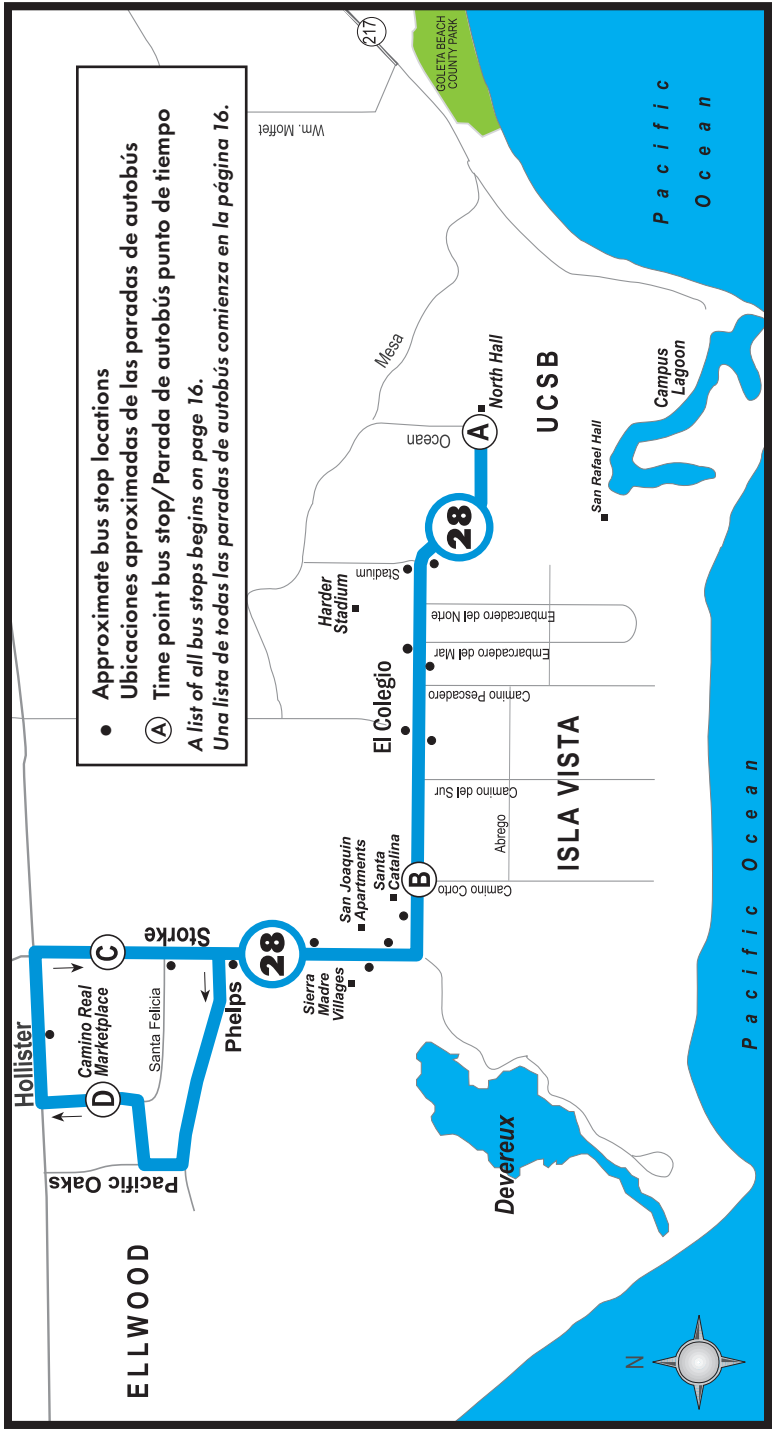 ● Approximate bus stop locations
Ubicaciones aproximadas de las paradas de autobús
Ⓐ Time point bus stop/Parada de autobús punto de tiempo
A list of all bus stops begins on page 16.
Una lista de todas las paradas de autobús comienza en la página 16.
ELLWOOD
Hollister
Pacific Oaks
D
Camino Real
Marketplace
C
Santa Felicia
Storke
Phelps
28
Sierra
Madre
Villages
San Joaquin
Apartments
Santa
Catalina
B
El Colegio
Harder
Stadium
Stadium
28
Ocean
A
North Hall
Mesa
Wm. Moffet
217
GOLETA BEACH
COUNTY PARK
UCSB
San Rafael Hall
Campus
Lagoon
Camino Corto
Abrego
Camino del Sur
Camino Pescadero
Embarcadero del Mar
Embarcadero del Norte
ISLA VISTA
Devereux
Pacific
Ocean
Pacific Ocean
N